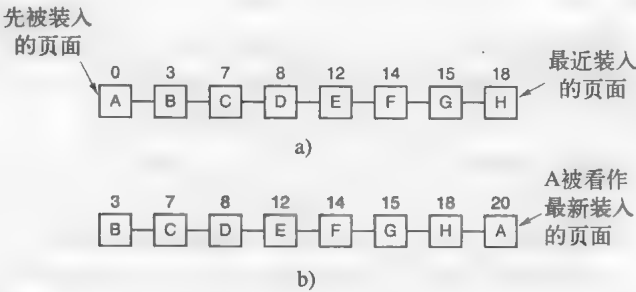 先被装入
的页面
0 3 7 8 12 14 15 18
最近装入
的页面
A B C D E F G H
a)
3 7 8 12 14 15 18 20
A被看作
最新装入
的页面
B C D E F G H A
b)